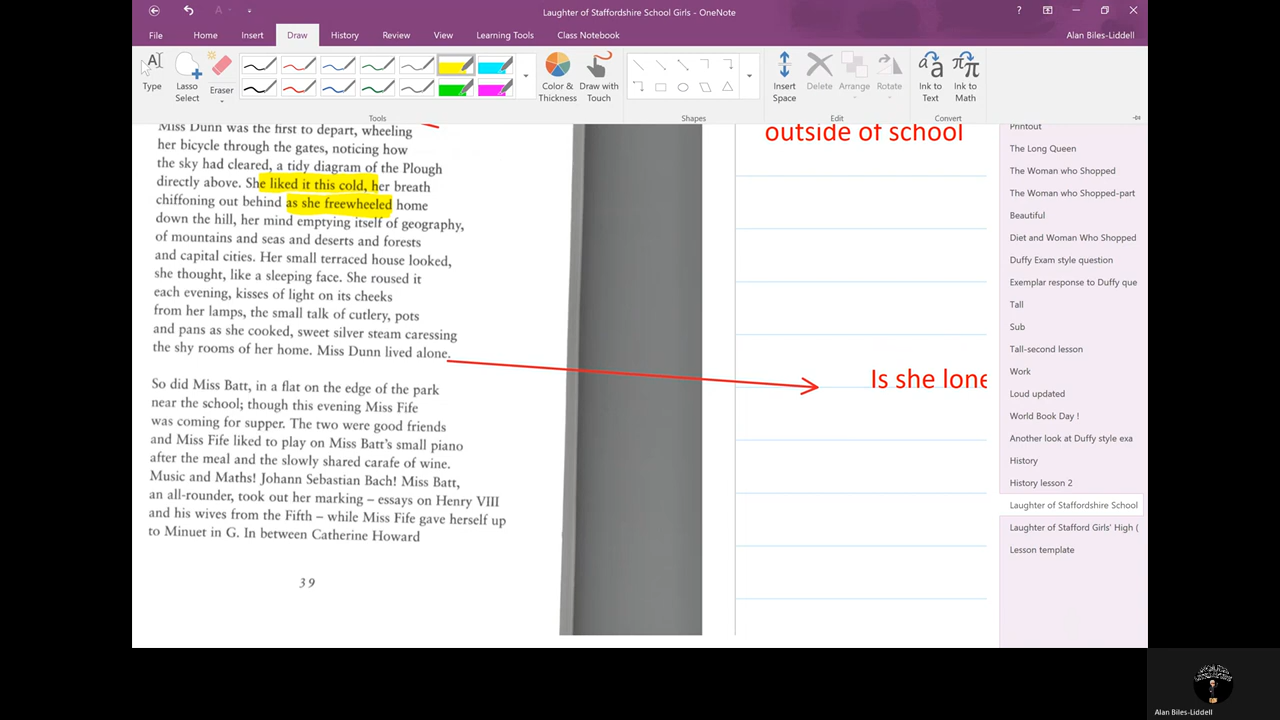 Laughter of Staffordshire School Girls - OneNote
?
File
Home
Insert
Draw
History
Review
View
Learning Tools
Class Notebook
Alan Biles-Liddell
Type
Lasso
Select
Eraser
Color &
Thickness
Draw with
Touch
Insert
Space
Delete
Arrange
Rotate
Ink to
Text
Ink to
Math
Tools
Shapes
Edit
Convert
Miss Dunn was the first to depart, wheeling
her bicycle through the gates, noticing how
the sky had cleared, a tidy diagram of the Plough
directly above. She liked it this cold, her breath
chiffoning out behind as she freewheeled home
down the hill, her mind emptying itself of geography,
of mountains and seas and deserts and forests
and capital cities. Her small terraced house looked,
she thought, like a sleeping face. She roused it
each evening, kisses of light on its cheeks
from her lamps, the small talk of cutlery, pots
and pans as she cooked, sweet silver steam caressing
the shy rooms of her home. Miss Dunn lived alone.
So did Miss Batt, in a flat on the edge of the park
near the school; though this evening Miss Fife
was coming for supper. The two were good friends
and Miss Fife liked to play on Miss Batt's small piano
after the meal and the slowly shared carafe of wine.
Music and Maths! Johann Sebastian Bach! Miss Batt,
an all-rounder, took out her marking – essays on Henry VIII
and his wives from the Fifth – while Miss Fife gave herself up
to Minuet in G. In between Catherine Howard
39
outside of school
Is she lone
Printout
The Long Queen
The Woman who Shopped
The Woman who Shopped-part
Beautiful
Diet and Woman Who Shopped
Duffy Exam style question
Exemplar response to Duffy que
Tall
Sub
Tall-second lesson
Work
Loud updated
World Book Day !
Another look at Duffy style exa
History
History lesson 2
Laughter of Staffordshire School
Laughter of Stafford Girls' High (
Lesson template
Alan Biles-Liddell